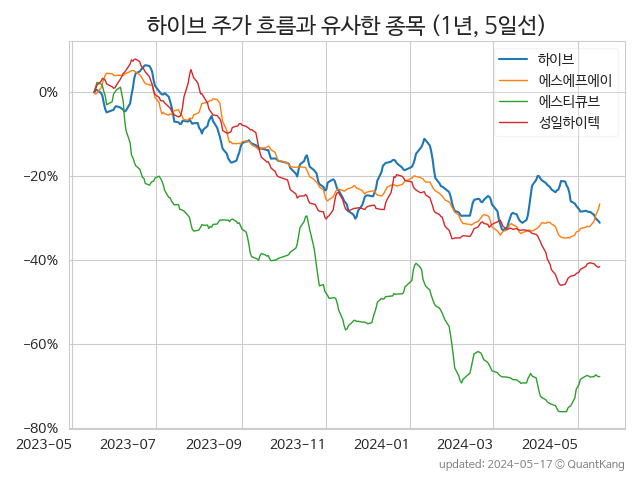 하이브 주가 흐름과 유사한 종목 (1년, 5일선)
하이브
에스에프에이
에스티큐브
성일하이텍
0%
−20%
−40%
−60%
−80%
2023−05
2023−07
2023−09
2023−11
2024−01
2024−03
2024−05
updated: 2024−05−17 © QuantKang